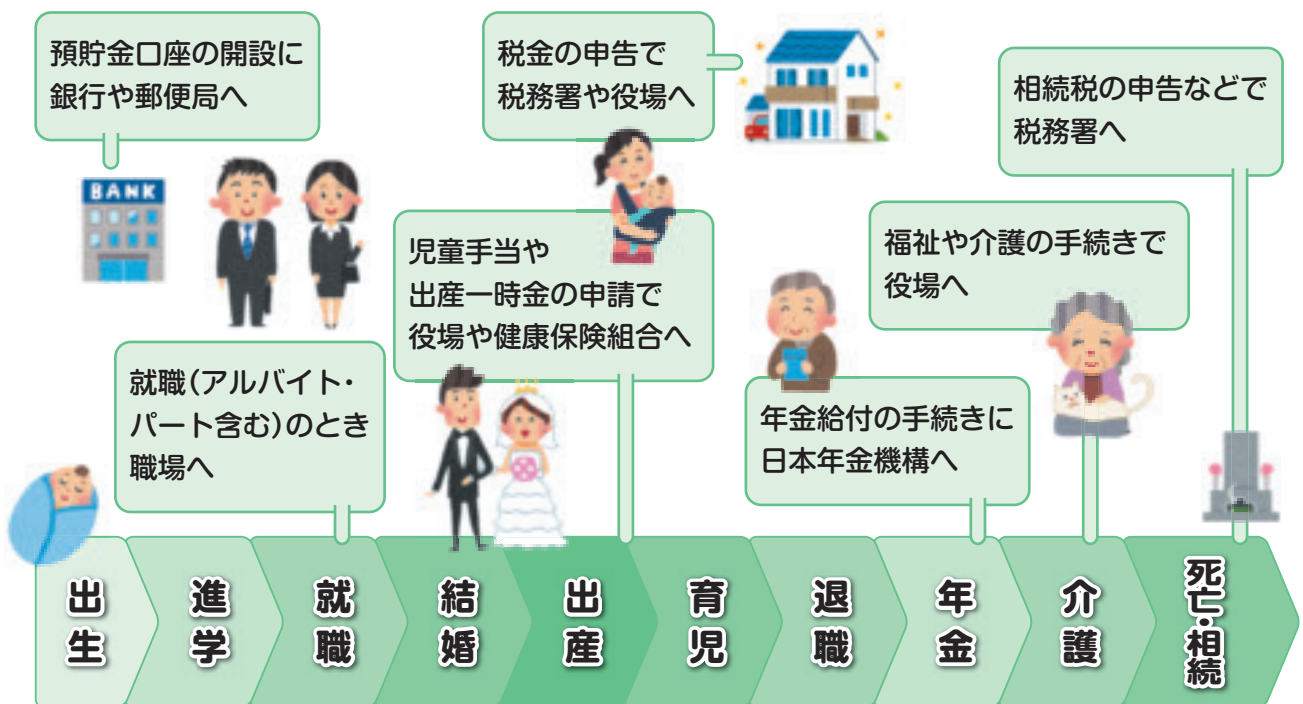 預貯金口座の開設に
銀行や郵便局へ
BANK
就職(アルバイト・
パート含む)のとき
職場へ
税金の申告で
税務署や役場へ
児童手当や
出産一時金の申請で
役場や健康保険組合へ
相続税の申告などで
税務署へ
福祉や介護の手続きで
役場へ
年金給付の手続きに
日本年金機構へ
出生
進学
就職
結婚
出産
育児
退職
年金
介護
死亡・相続